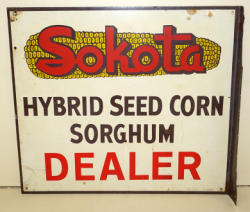 Sokota
HYBRID SEED CORN
SORGHUM
DEALER